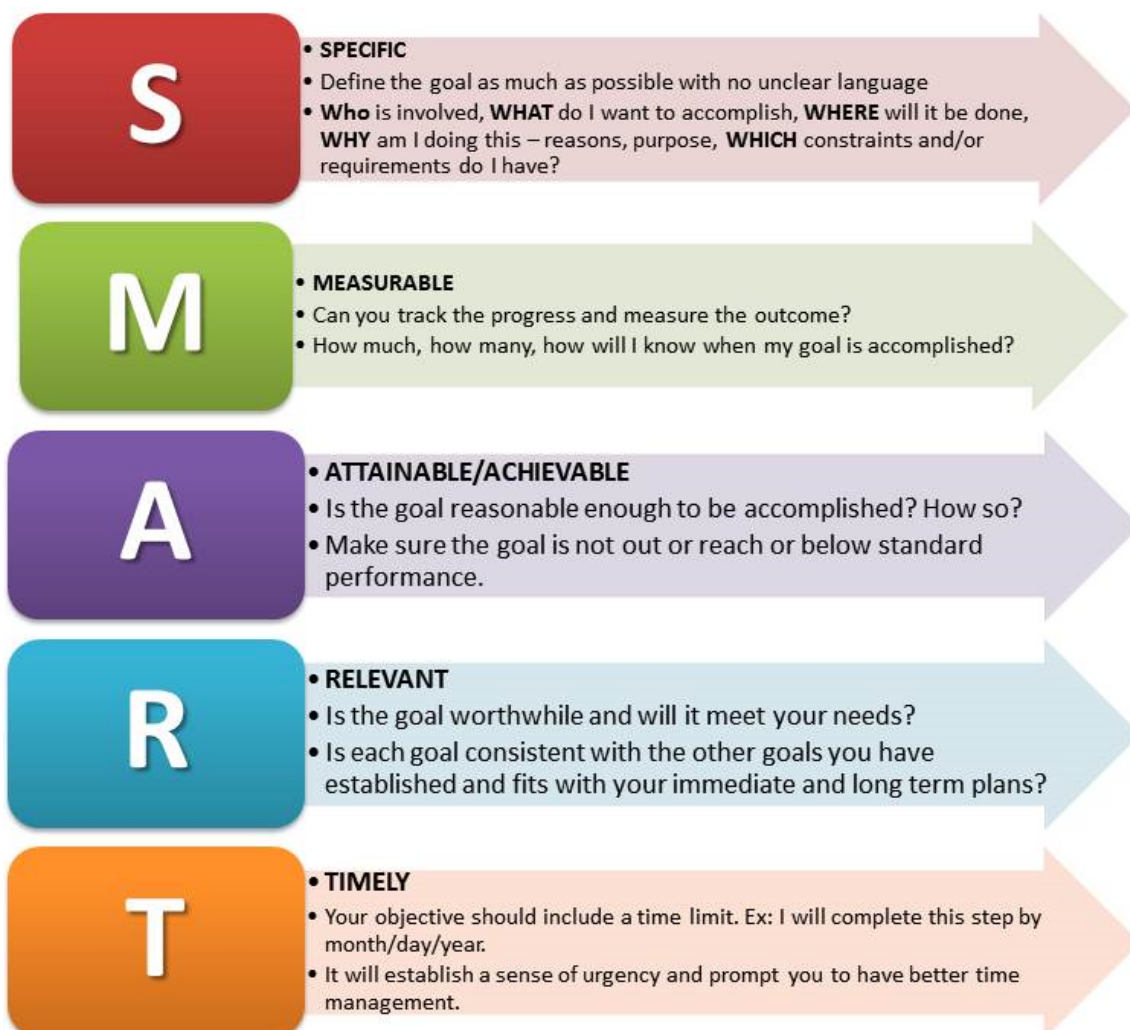 S
• SPECIFIC
• Define the goal as much as possible with no unclear language
• Who is involved, WHAT do I want to accomplish, WHERE will it be done,
WHY am I doing this – reasons, purpose, WHICH constraints and/or
requirements do I have?
M
• MEASURABLE
• Can you track the progress and measure the outcome?
• How much, how many, how will I know when my goal is accomplished?
A
• ATTAINABLE/ACHIEVABLE
• Is the goal reasonable enough to be accomplished? How so?
• Make sure the goal is not out or reach or below standard
performance.
R
• RELEVANT
• Is the goal worthwhile and will it meet your needs?
• Is each goal consistent with the other goals you have
established and fits with your immediate and long term plans?
T
• TIMELY
• Your objective should include a time limit. Ex: I will complete this step by
month/day/year.
• It will establish a sense of urgency and prompt you to have better time
management.